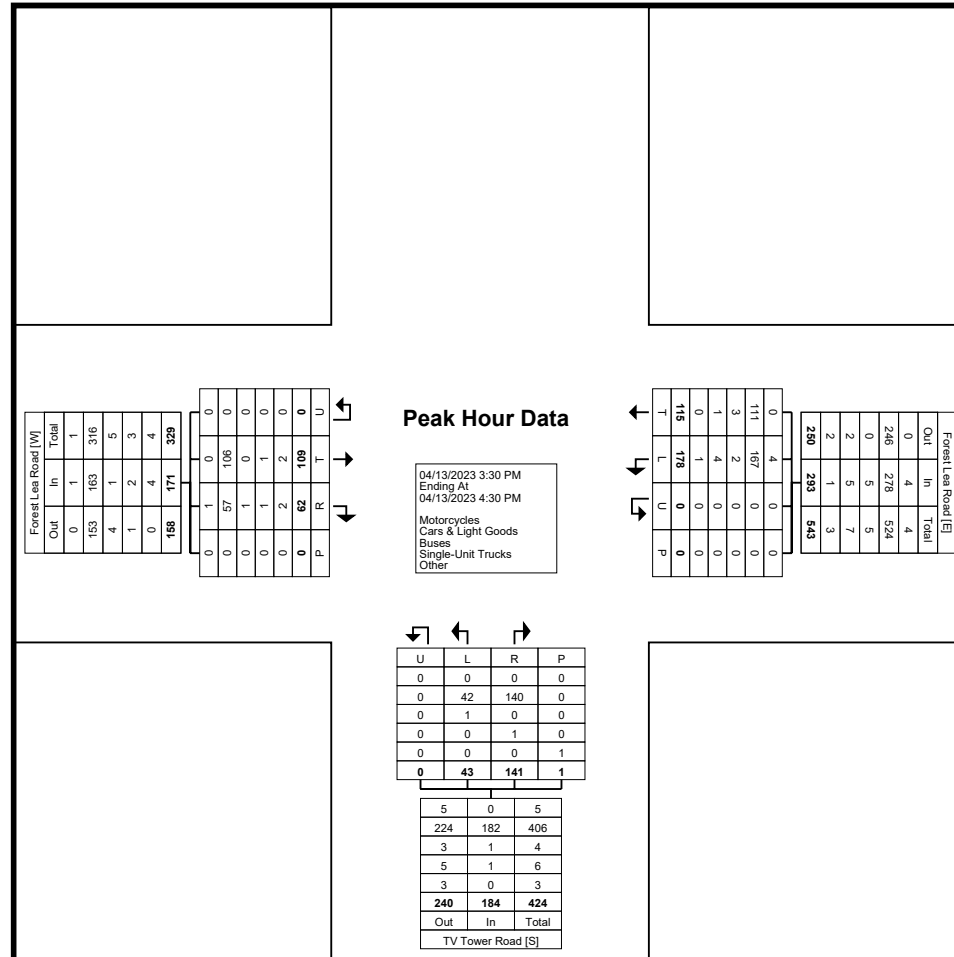 Peak Hour Data
04/13/2023 3:30 PM
Ending At
04/13/2023 4:30 PM
Motorcycles
Cars & Light Goods
Buses
Single-Unit Trucks
Other
Forest Lea Road [W]
Out In Total
0 1 1
153 163 316
4 1 5
1 2 3
0 4 4
158 171 329
0 1 0 0
0 57 106 0
0 1 0 0
0 1 1 0
0 2 2 0
0 62 109 0
P R T U
Forest Lea Road [E]
Out In Total
0 4 4
246 278 524
0 5 5
2 5 7
2 1 3
250 293 543
0 4 0 0
111 167 0 0
3 2 0 0
1 4 0 0
0 1 0 0
115 178 0 0
T L U P
U L R P
0 0 0 0
0 42 140 0
0 1 0 0
0 0 1 0
0 0 0 1
0 43 141 1
5 0 5
224 182 406
3 1 4
5 1 6
3 0 3
240 184 424
Out In Total
TV Tower Road [S]